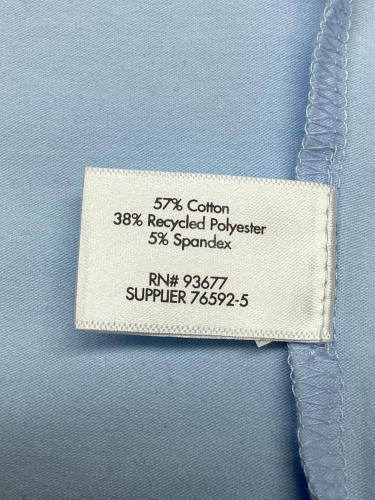 57% Cotton
38% Recycled Polyester
5% Spandex
RN# 93677
SUPPLIER 76592-5